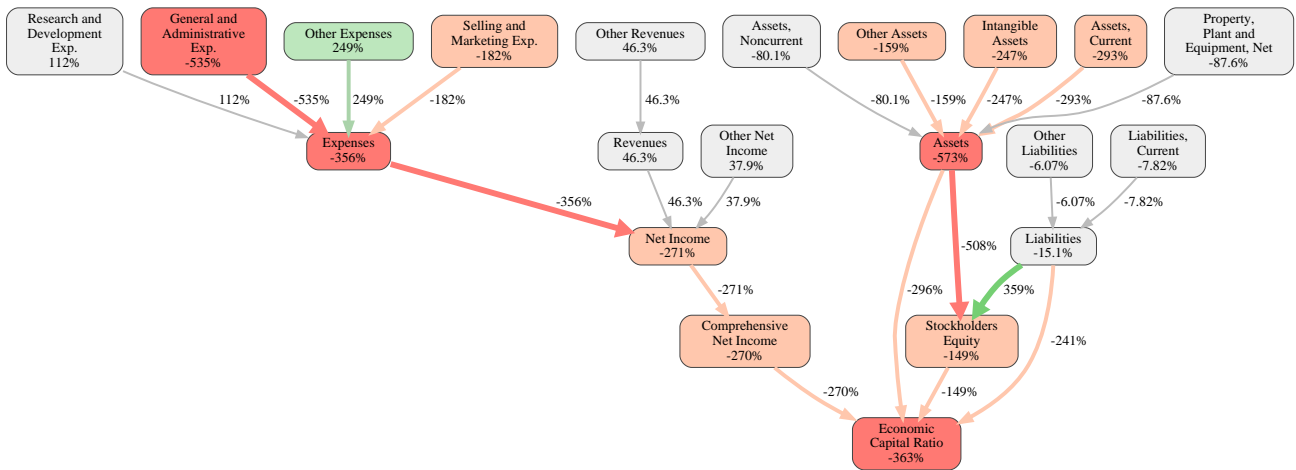 Research and
Development
Exp.
112%
General and
Administrative
Exp.
-535%
Other Expenses
249%
Selling and
Marketing Exp.
-182%
Other Revenues
46.3%
Assets,
Noncurrent
-80.1%
Other Assets
-159%
Intangible
Assets
-247%
Assets,
Current
-293%
Property,
Plant and
Equipment, Net
-87.6%
112%
-535%
249%
-182%
46.3%
-80.1%
-159%
-247%
-293%
-87.6%
Expenses
-356%
Revenues
46.3%
Other Net
Income
37.9%
Assets
-573%
Other
Liabilities
-6.07%
Liabilities,
Current
-7.82%
-356%
46.3%
37.9%
-6.07%
-7.82%
Net Income
-271%
-508%
Liabilities
-15.1%
-271%
-296%
359%
Comprehensive
Net Income
-270%
Stockholders
Equity
-149%
-241%
-270%
-149%
Economic
Capital Ratio
-363%